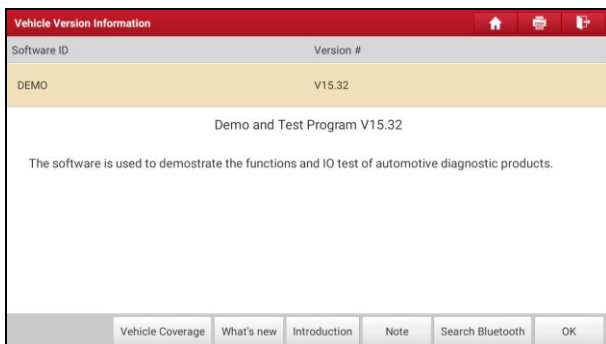 Vehicle Version Information
Software ID Version #
DEMO V15.32
Demo and Test Program V15.32
The software is used to demostrate the functions and IO test of automotive diagnostic products.
Vehicle Coverage What's new Introduction Note Search Bluetooth OK